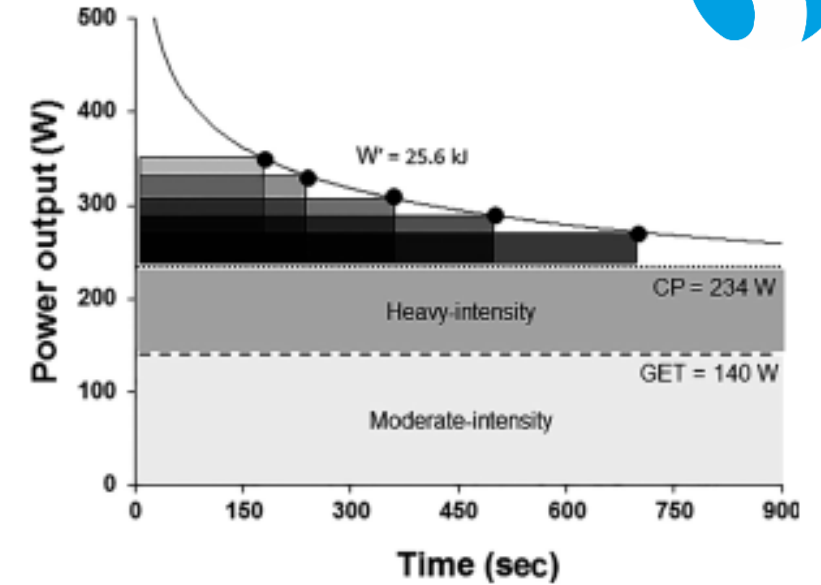 500
400
300
200
100
0
Power output (W)
W' = 25.6 kJ
CP = 234 W
Heavy-intensity
GET = 140 W
Moderate-intensity
0 150 300 450 600 750 900
Time (sec)